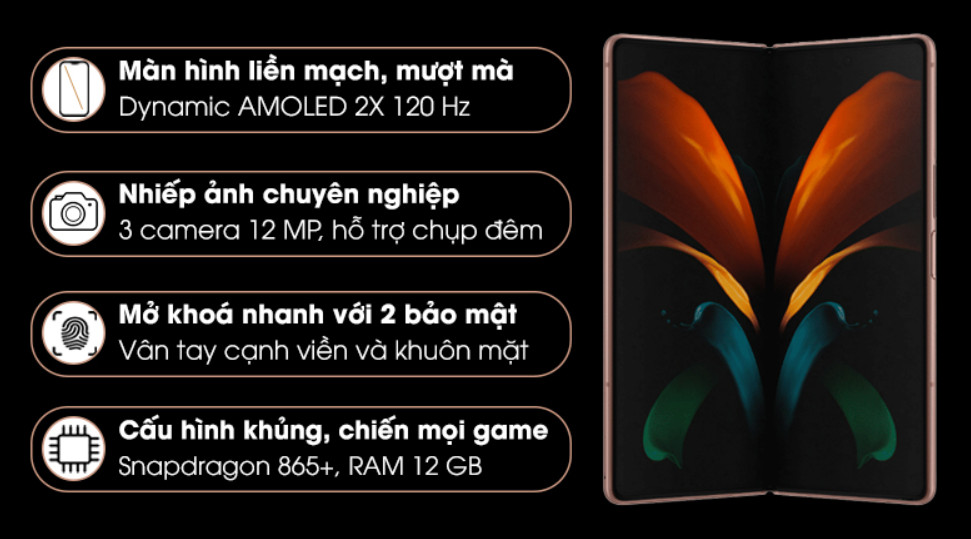 Màn hình liền mạch, mượt mà
Dynamic AMOLED 2X 120 Hz
Nhiếp ảnh chuyên nghiệp
3 camera 12 MP, hỗ trợ chụp đêm
Mở khoá nhanh với 2 bảo mật
Vân tay cạnh viền và khuôn mặt
Cấu hình khủng, chiến mọi game
Snapdragon 865+, RAM 12 GB